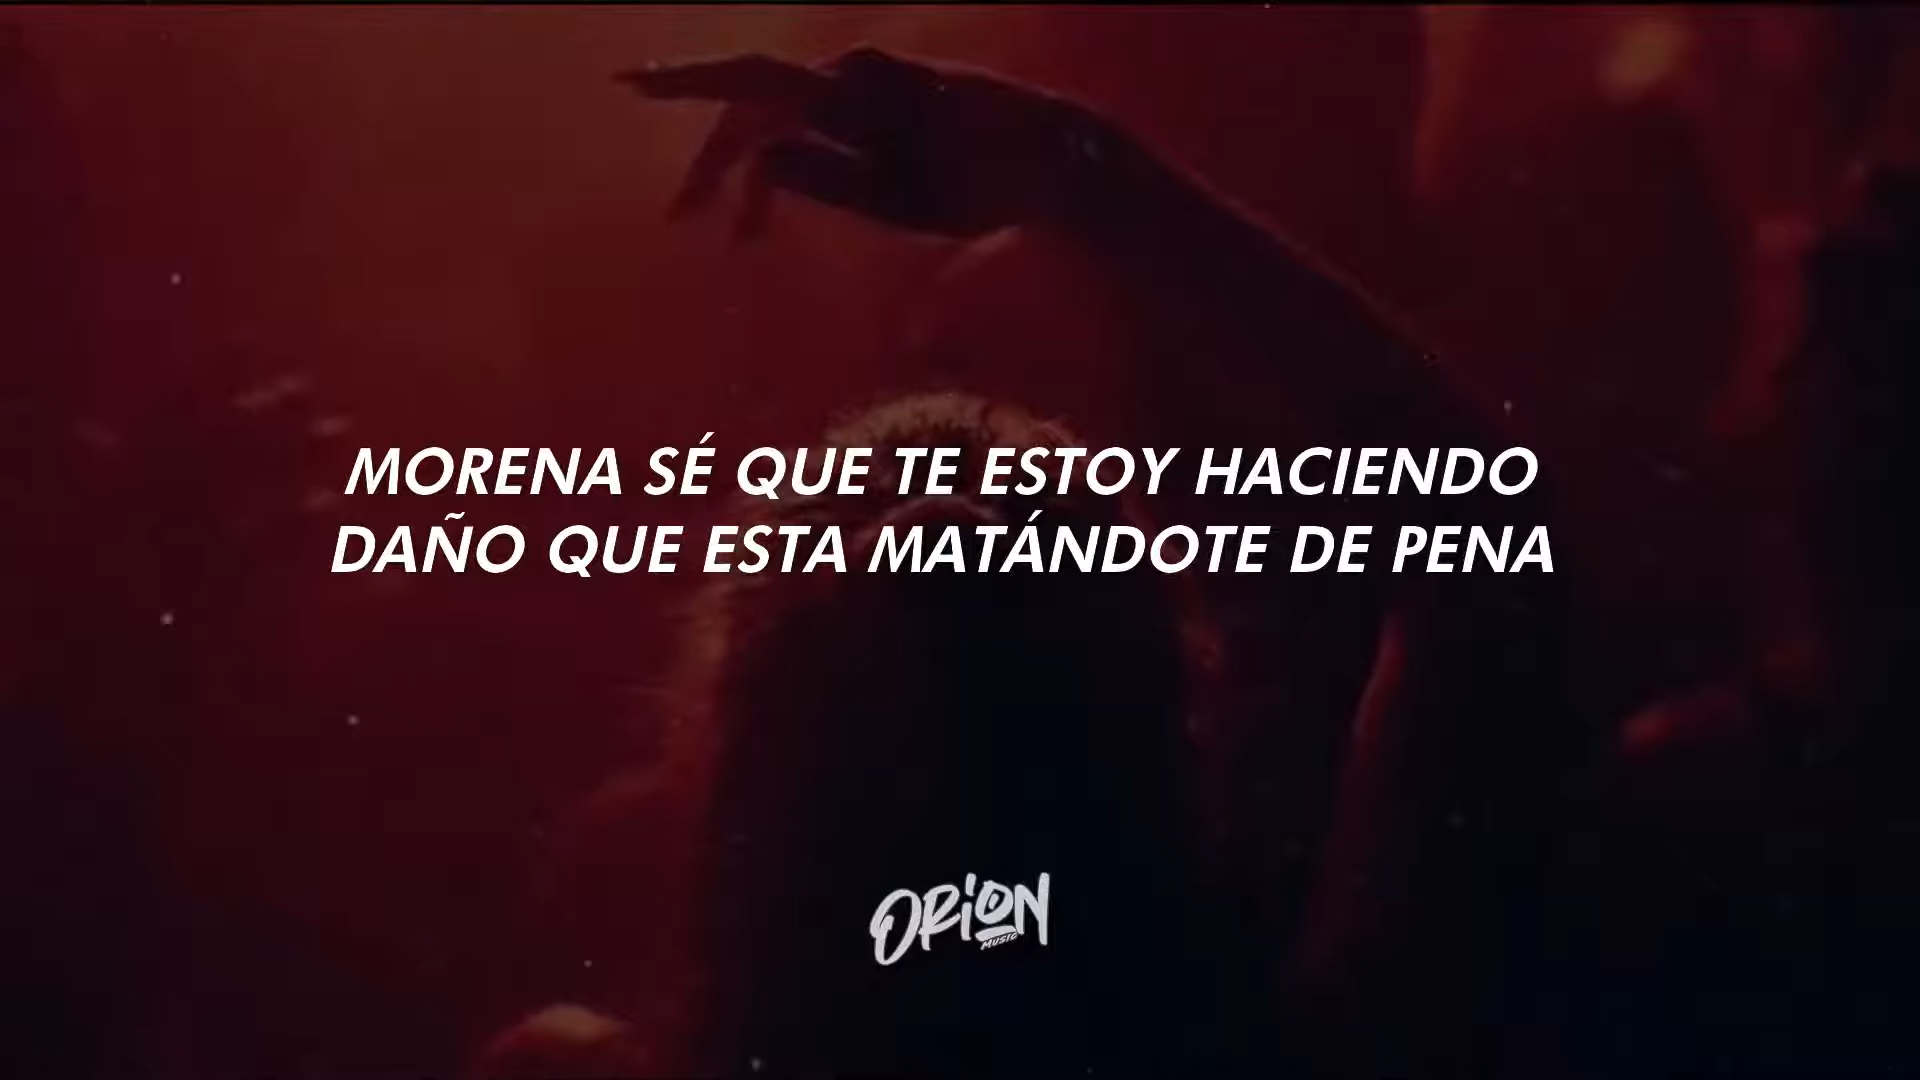 MORENA SÉ QUE TE ESTOY HACIENDO
DAÑO QUE ESTA MATÁNDOTE DE PENA
ORION
MUSIC